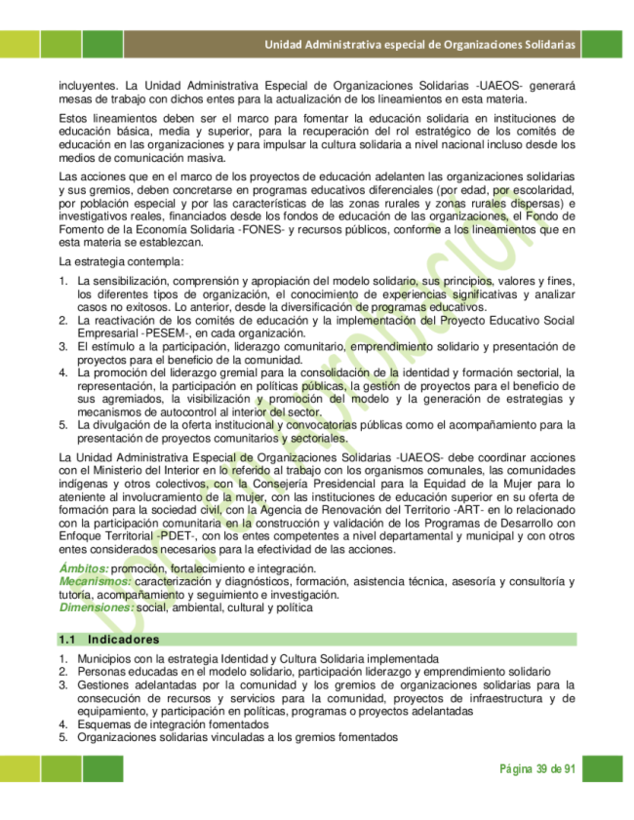 Unidad Administrativa especial de Organizaciones Solidarias
incluyentes. La Unidad Administrativa Especial de Organizaciones Solidarias -UAEOS- generará
mesas de trabajo con dichos entes para la actualización de los lineamientos en esta materia.
Estos lineamientos deben ser el marco para fomentar la educación solidaria en instituciones de
educación básica, media y superior, para la recuperación del rol estratégico de los comités de
educación en las organizaciones y para impulsar la cultura solidaria a nivel nacional incluso desde los
medios de comunicación masiva.
Las acciones que en el marco de los proyectos de educación adelanten las organizaciones solidarias
y sus gremios, deben concretarse en programas educativos diferenciales (por edad, por escolaridad,
por población especial y por las características de las zonas rurales y zonas rurales dispersas) e
investigativos reales, financiados desde los fondos de educación de las organizaciones, el Fondo de
Fomento de la Economía Solidaria -FONES- y recursos públicos, conforme a los lineamientos que en
esta materia se establezcan.
La estrategia contempla:
1. La sensibilización, comprensión y apropiación del modelo solidario, sus principios, valores y fines,
los diferentes tipos de organización, el conocimiento de experiencias significativas y analizar
casos no exitosos. Lo anterior, desde la diversificación de programas educativos.
2. La reactivación de los comités de educación y la implementación del Proyecto Educativo Social
Empresarial -PESEM-, en cada organización.
3. El estímulo a la participación, liderazgo comunitario, emprendimiento solidario y presentación de
proyectos para el beneficio de la comunidad.
4. La promoción del liderazgo gremial para la consolidación de la identidad y formación sectorial, la
representación, la participación en políticas públicas, la gestión de proyectos para el beneficio de
sus agremiados, la visibilización y promoción del modelo y la generación de estrategias y
mecanismos de autocontrol al interior del sector.
5. La divulgación de la oferta institucional y convocatorias públicas como el acompañamiento para la
presentación de proyectos comunitarios y sectoriales.
La Unidad Administrativa Especial de Organizaciones Solidarias -UAEOS- debe coordinar acciones
con el Ministerio del Interior en lo referido al trabajo con los organismos comunales, las comunidades
indígenas y otros colectivos, con la Consejería Presidencial para la Equidad de la Mujer para lo
ateniente al involucramiento de la mujer, con las instituciones de educación superior en su oferta de
formación para la sociedad civil, con la Agencia de Renovación del Territorio -ART- en lo relacionado
con la participación comunitaria en la construcción y validación de los Programas de Desarrollo con
Enfoque Territorial -PDET-, con los entes competentes a nivel departamental y municipal y con otros
entes considerados necesarios para la efectividad de las acciones.
Ámbitos: promoción, fortalecimiento e integración.
Mecanismos: caracterización y diagnósticos, formación, asistencia técnica, asesoría y consultoría y
tutoría, acompañamiento y seguimiento e investigación.
Dimensiones: social, ambiental, cultural y política
1.1 Indicadores
1. Municipios con la estrategia Identidad y Cultura Solidaria implementada
2. Personas educadas en el modelo solidario, participación liderazgo y emprendimiento solidario
3. Gestiones adelantadas por la comunidad y los gremios de organizaciones solidarias para la
consecución de recursos y servicios para la comunidad, proyectos de infraestructura y de
equipamiento, y participación en políticas, programas o proyectos adelantadas
4. Esquemas de integración fomentados
5. Organizaciones solidarias vinculadas a los gremios fomentados
Página 39 de 91
Doc. en Aprobación